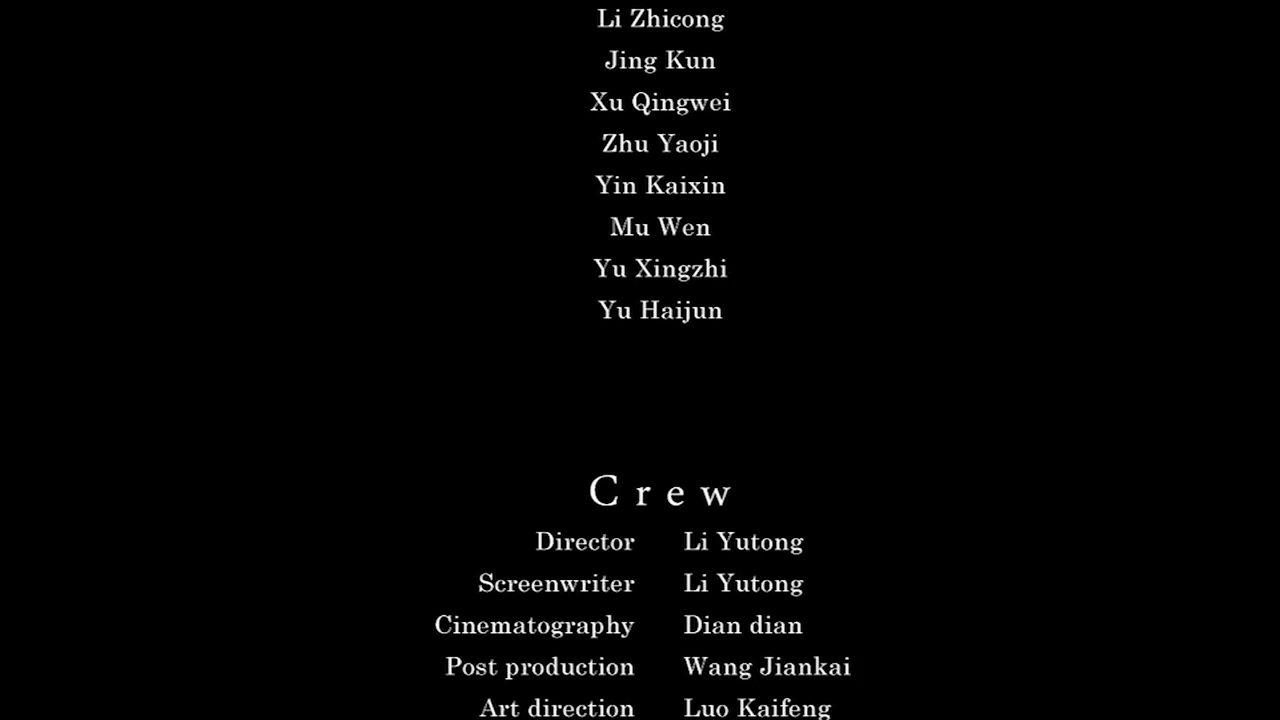 Li Zhicong
Jing Kun
Xu Qingwei
Zhu Yaoji
Yin Kaixin
Mu Wen
Yu Xingzhi
Yu Haijun
Crew
Director Li Yutong
Screenwriter Li Yutong
Cinematography Dian dian
Post production Wang Jiankai
Art direction Luo Kaifeng